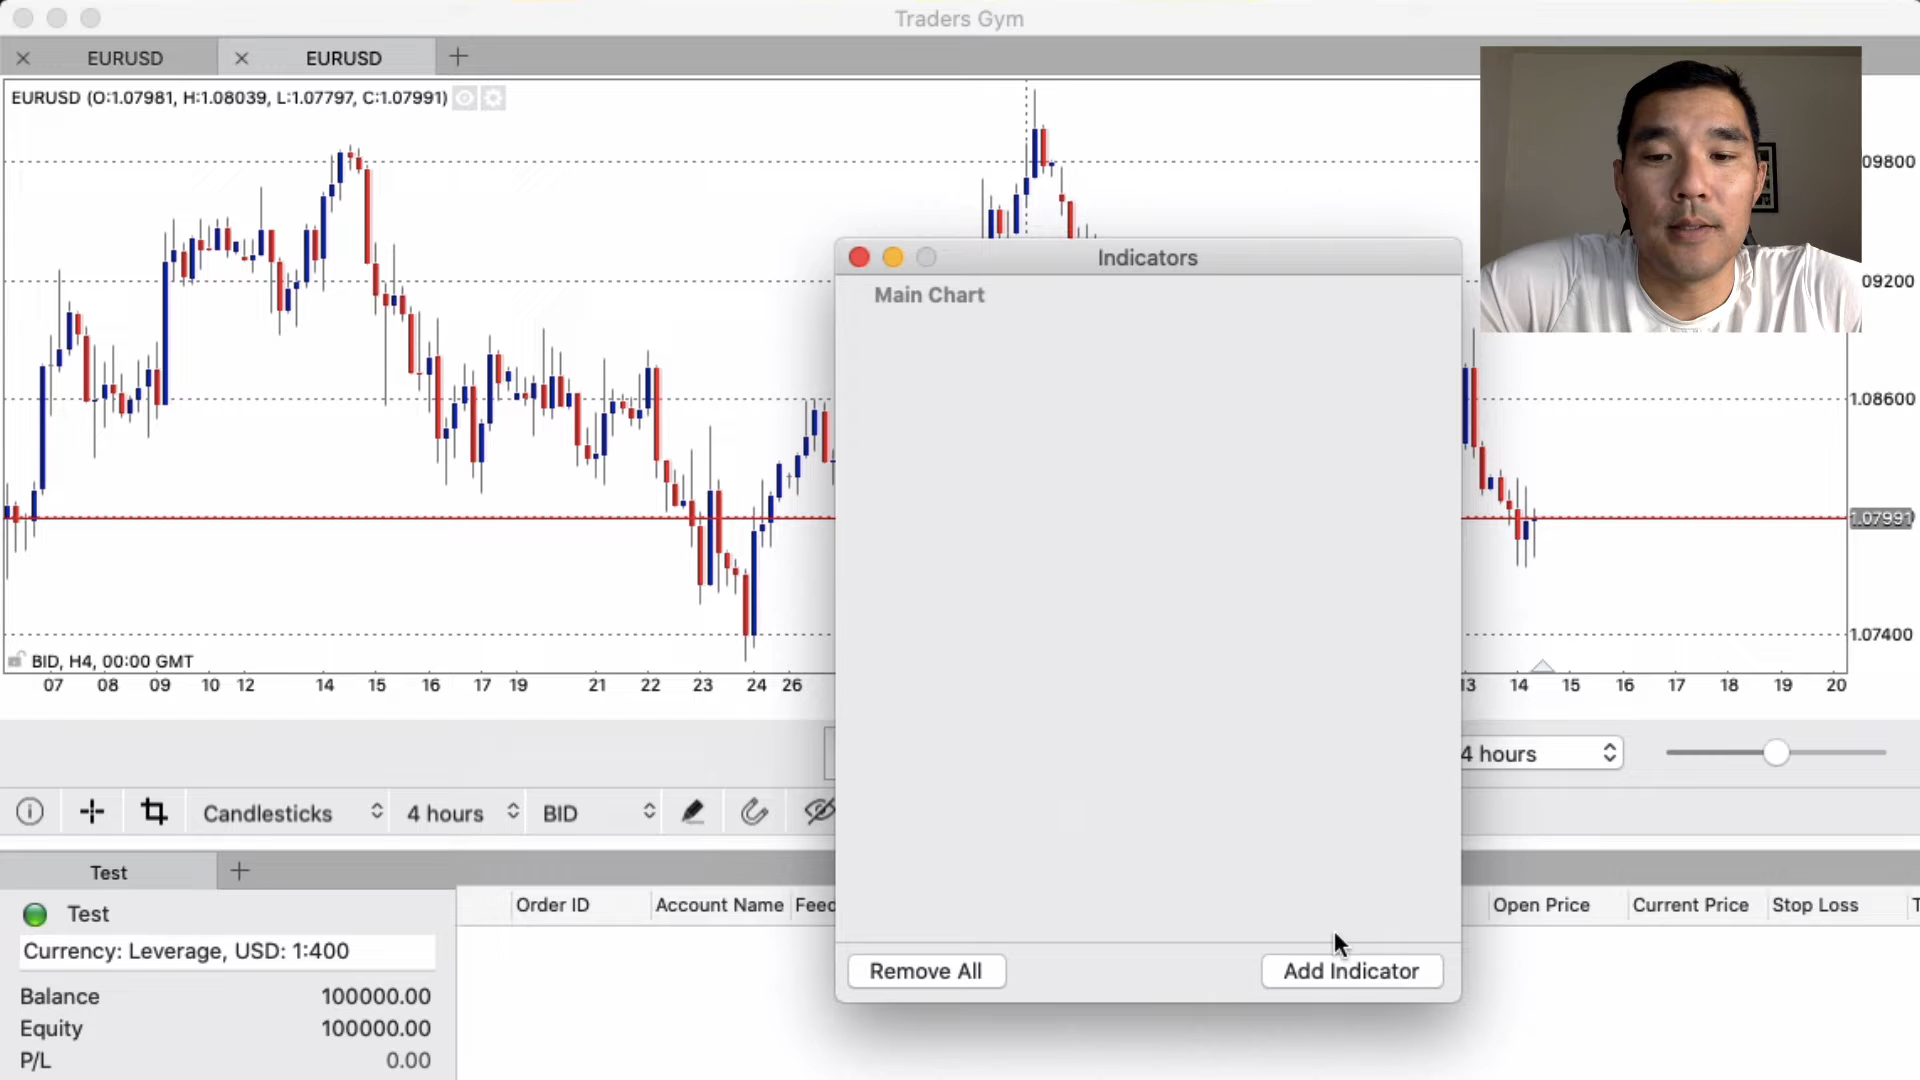 Traders Gym
EURUSD
EURUSD
EURUSD (O:1.07981, H:1.08039, L:1.07797, C:1.07991)
09800
09200
1.08600
1.07991
1.07400
Indicators
Main Chart
BID, H4, 00:00 GMT
07 08 09 10 12 14 15 16 17 19 21 22 23 24 26 13 14 15 16 17 18 19 20
4 hours
Candlesticks 4 hours BID
Test
Order ID Account Name Feed Open Price Current Price Stop Loss T
Test
Currency: Leverage, USD: 1:400
Remove All Add Indicator
Balance 100000.00
Equity 100000.00
P/L 0.00